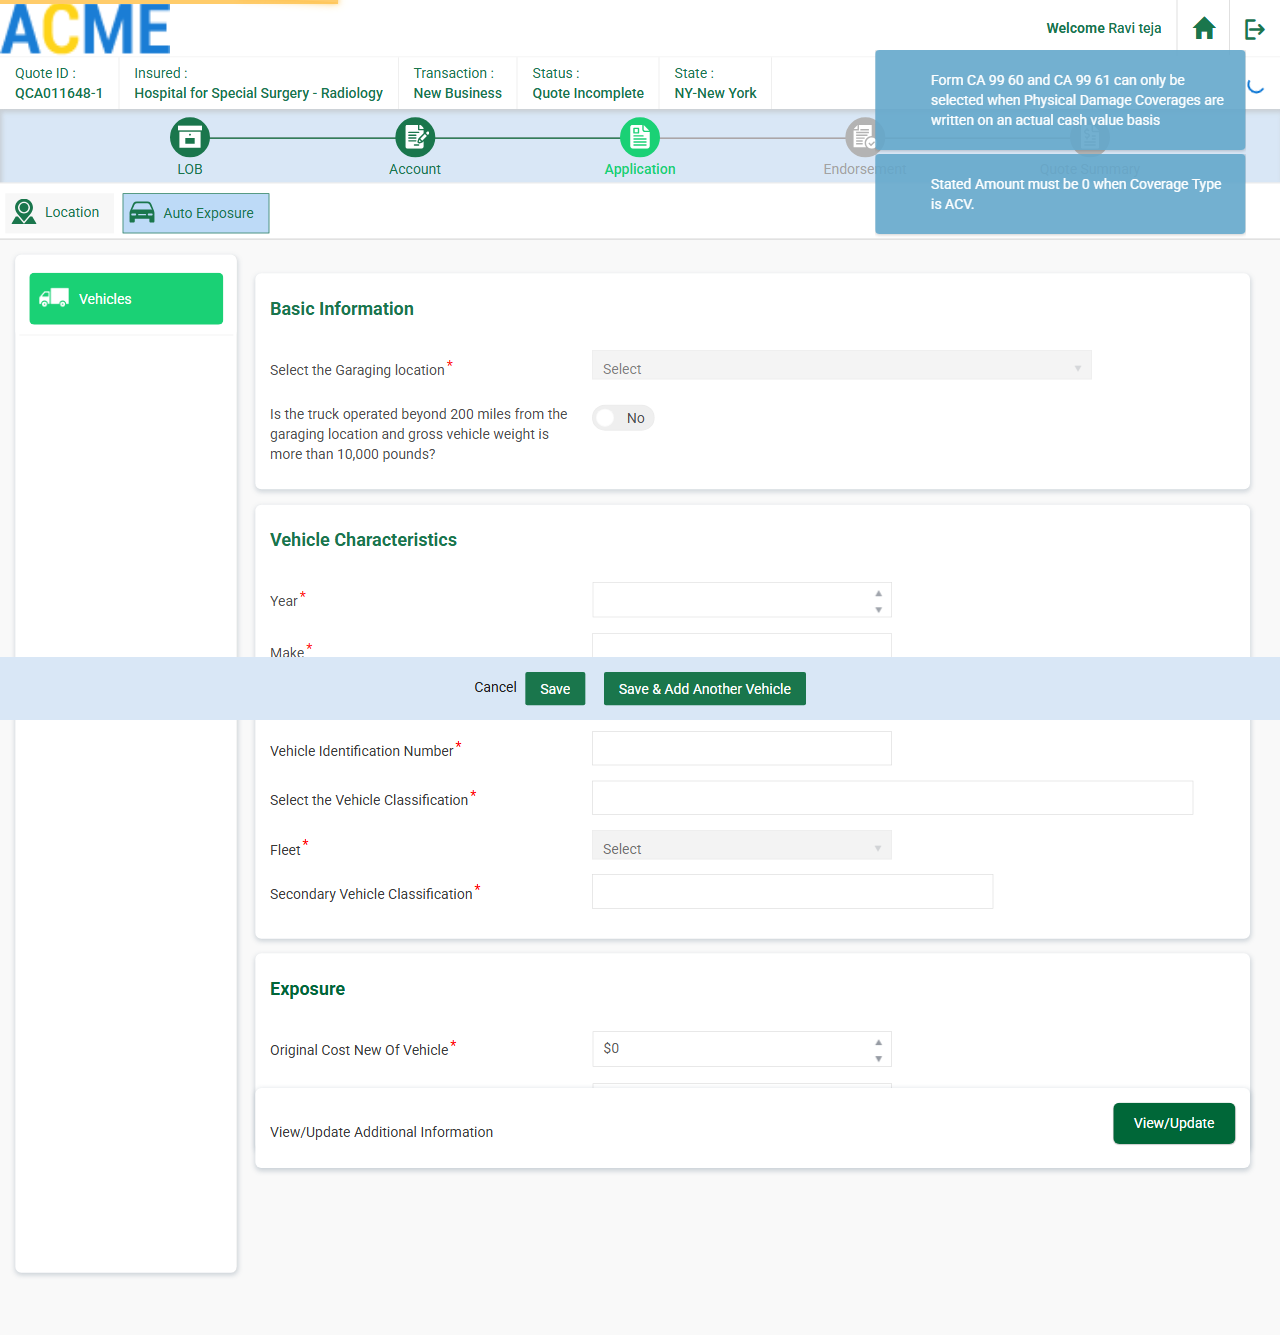 ACME
Welcome Ravi teja
Quote ID :
QCA011648-1
Insured :
Hospital for Special Surgery - Radiology
Transaction :
New Business
Status :
Quote Incomplete
State :
NY-New York
Form CA 99 60 and CA 99 61 can only be
selected when Physical Damage Coverages are
written on an actual cash value basis
Stated Amount must be 0 when Coverage Type
is ACV.
LOB
Account
Application
Endorsement
Quote Summary
Location
Auto Exposure
Vehicles
Basic Information
Select the Garaging location*
Select
Is the truck operated beyond 200 miles from the
garaging location and gross vehicle weight is
more than 10,000 pounds?
No
Vehicle Characteristics
Year*
Make*
Cancel
Save
Save & Add Another Vehicle
Vehicle Identification Number*
Select the Vehicle Classification*
Fleet*
Select
Secondary Vehicle Classification*
Exposure
Original Cost New Of Vehicle*
$0
View/Update Additional Information
View/Update